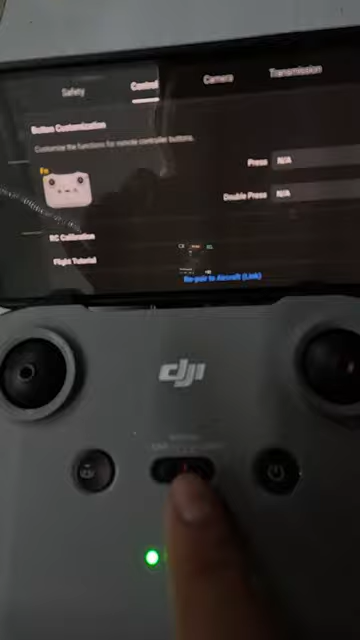 Safety Control Camera Transmission
Button Customization
Customize the functions for remote controller buttons.
Fn
Press N/A
Double Press N/A
RC Calibration
Flight Tutorial
Re-pair to Aircraft (Link)
dji